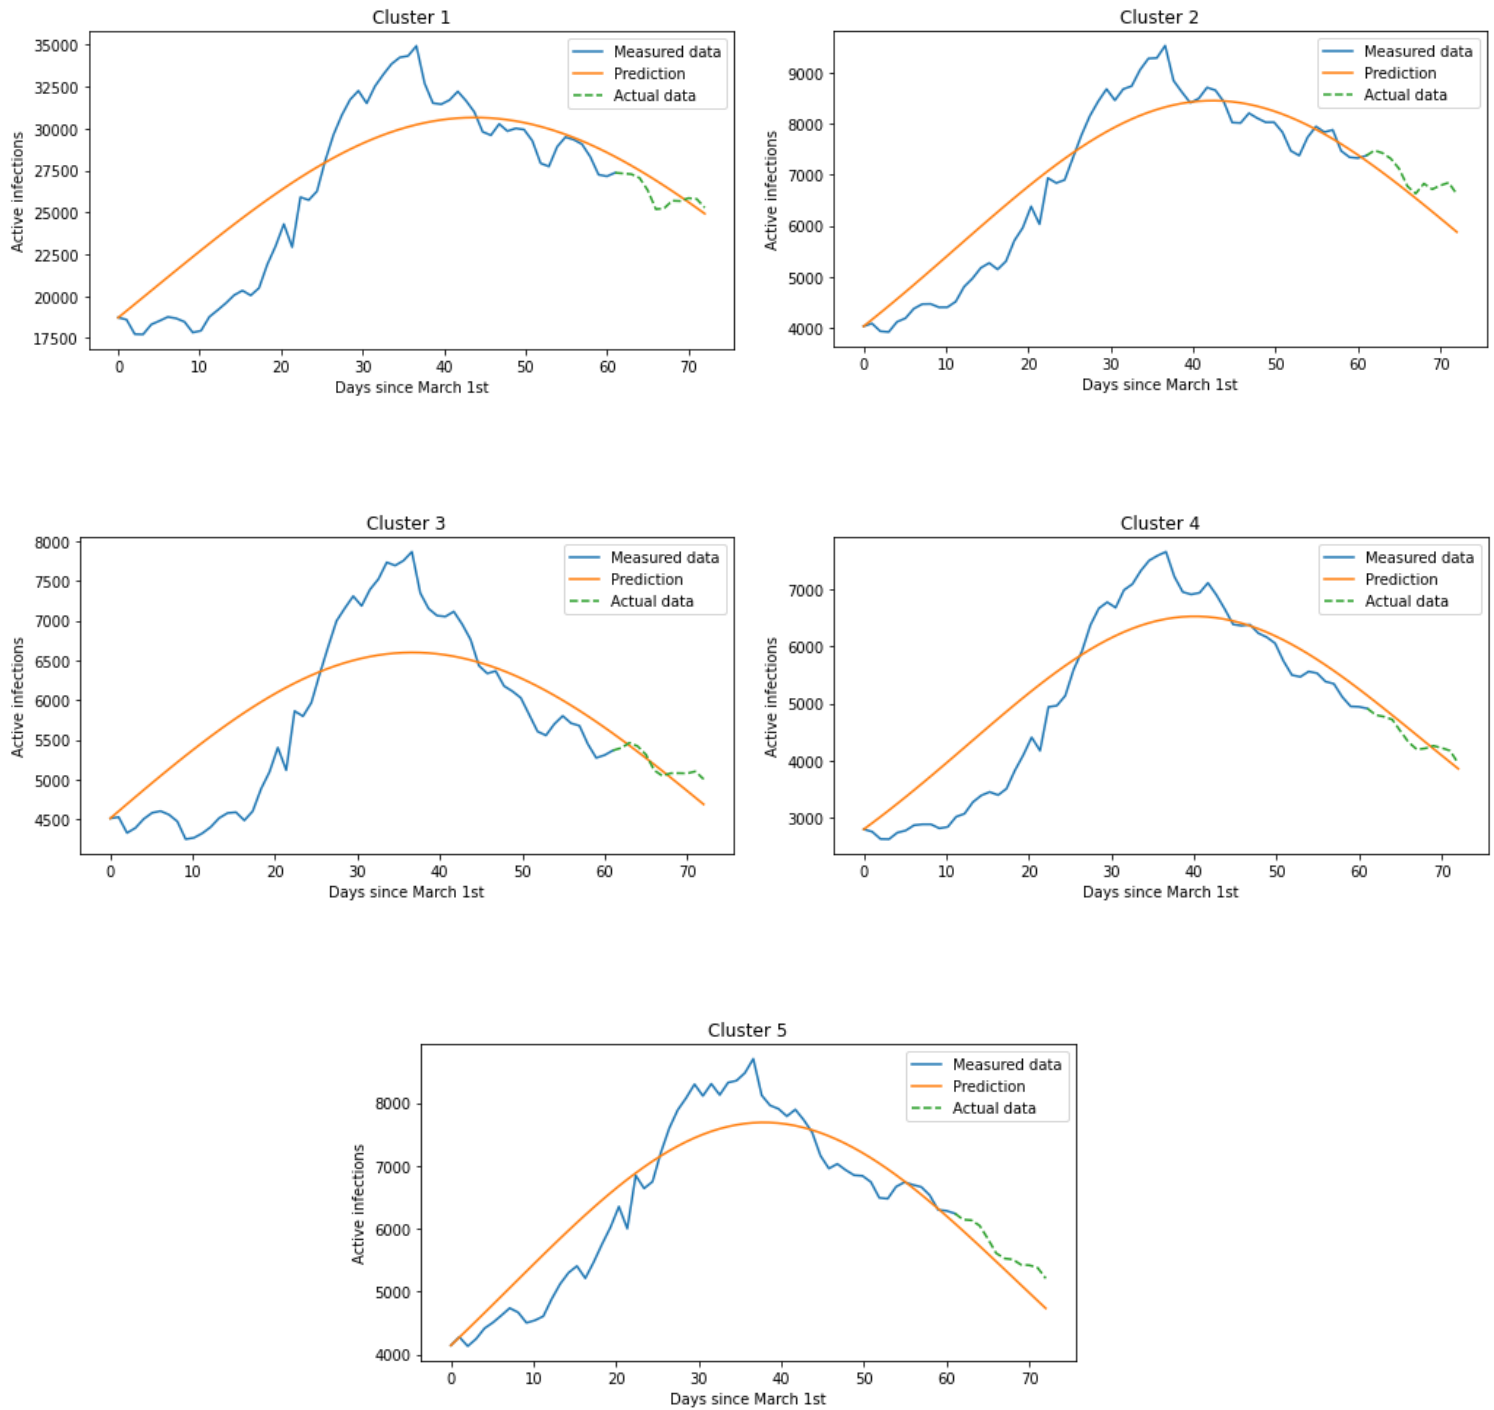 Cluster 1
35000
32500
30000
27500
25000
22500
20000
17500
Active infections
Measured data
Prediction
Actual data
0 10 20 30 40 50 60 70
Days since March 1st
Cluster 2
9000
8000
7000
6000
5000
4000
Active infections
Measured data
Prediction
Actual data
0 10 20 30 40 50 60 70
Days since March 1st
Cluster 3
8000
7500
7000
6500
6000
5500
5000
4500
Active infections
Measured data
Prediction
Actual data
0 10 20 30 40 50 60 70
Days since March 1st
Cluster 4
7000
6000
5000
4000
3000
Active infections
Measured data
Prediction
Actual data
0 10 20 30 40 50 60 70
Days since March 1st
Cluster 5
8000
7000
6000
5000
4000
Active infections
Measured data
Prediction
Actual data
0 10 20 30 40 50 60 70
Days since March 1st